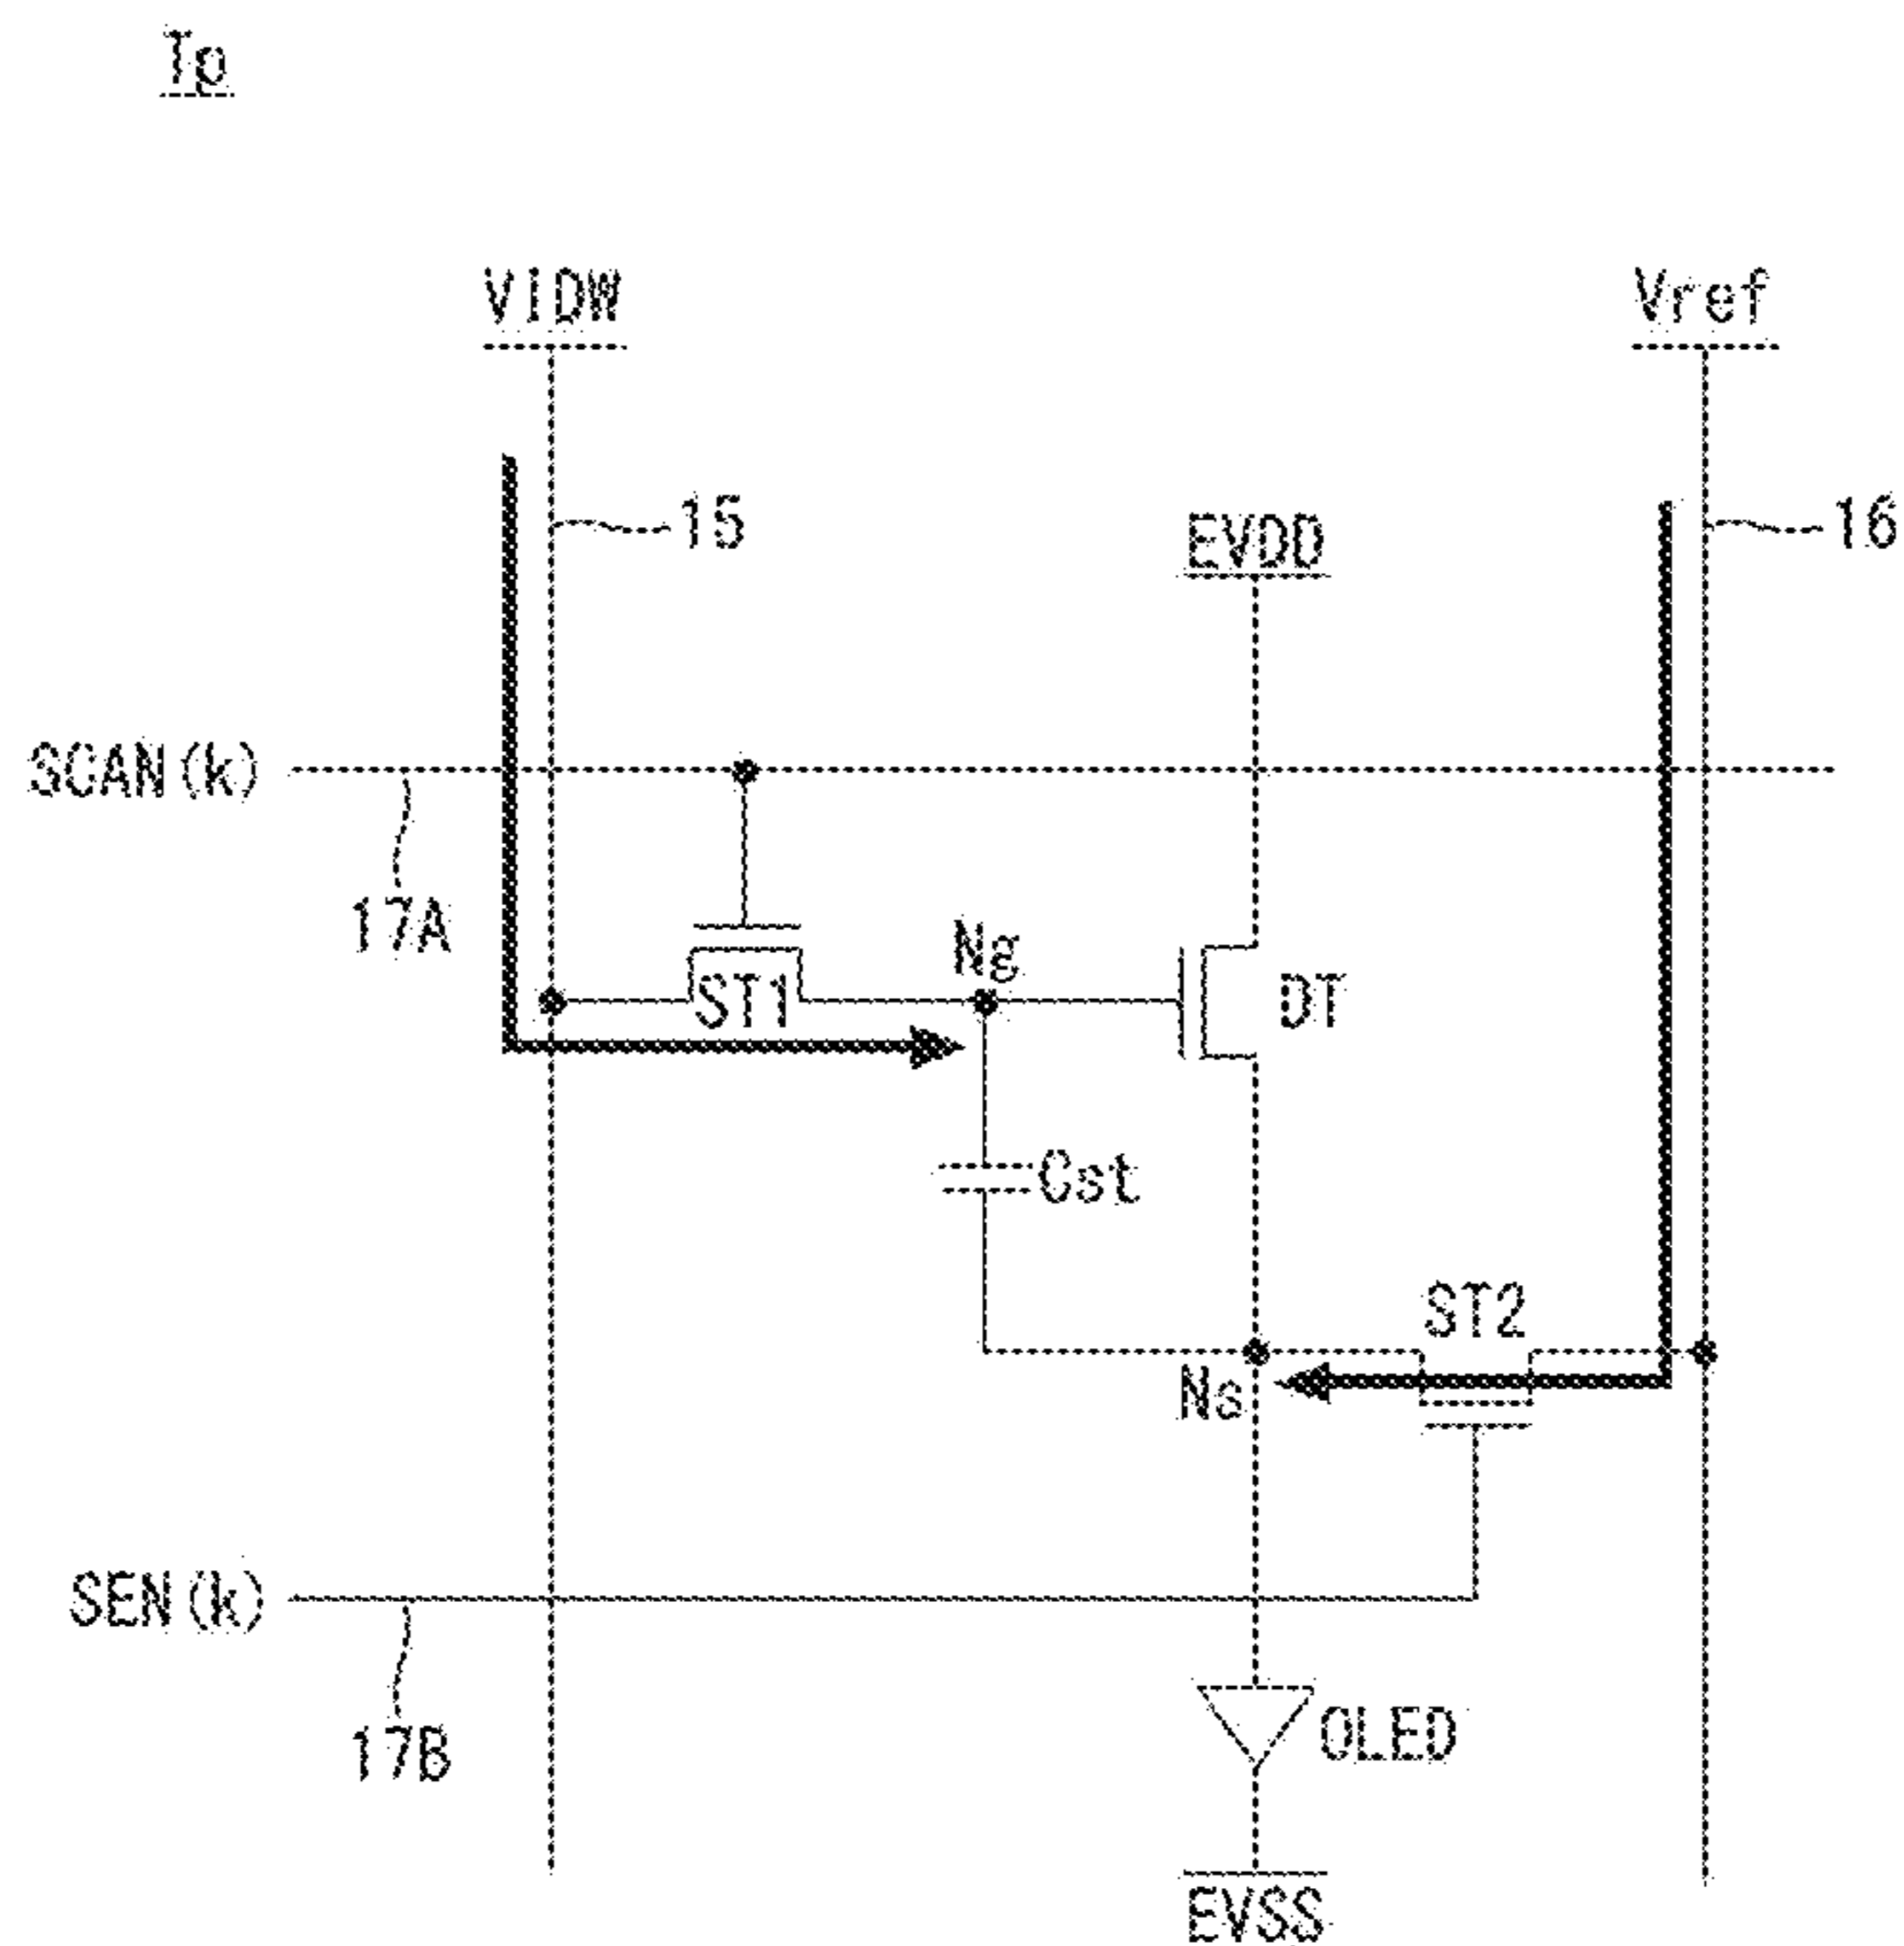 Tp
VIDW
Vref
15
16
EVDD
SCAN(k)
17A
Ng
ST1
DT
Cst
ST2
Ns
SEN(k)
17B
OLED
EVSS